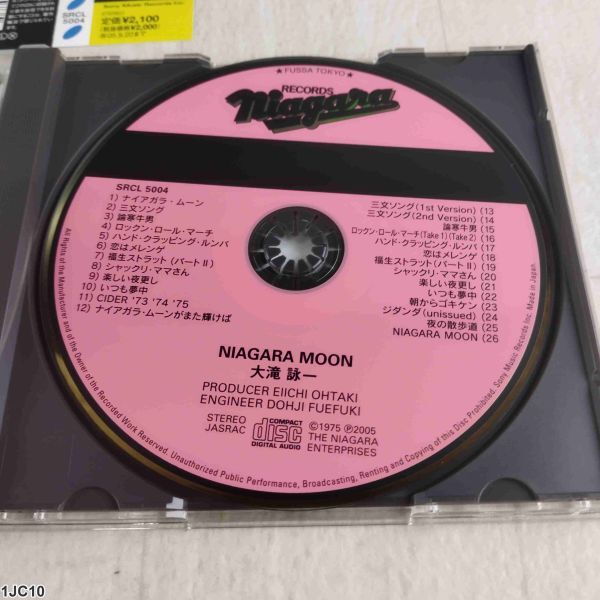 SRCL
5004
定価¥2,100
(税抜価格¥2,000)
★ FUSSA TOKYO ★
RECORDS
Niagara
SRCL 5004
1) ナイアガラ・ムーン
2) 三文ソング
3) 論寒牛男
4) ロックン・ロール・マーチ
5) ハンド・クラッピング・ルンバ
6) 恋はメレンゲ
7) 福生ストラット (パートⅡ)
8) シャックリ・ママさん
9) 楽しい夜更し
10) いつも夢中
11) CIDER '73 '74 '75
12) ナイアガラ・ムーンがまた輝けば
三文ソング (1st Version) (13
三文ソング (2nd Version) (14
論寒牛男 (15
ロックン・ロール・マーチ (Take 1) (Take 2) (16
ハンド・クラッピング・ルンバ (17
恋はメレンゲ (18
福生ストラット (パートⅡ) (19
シャックリ・ママさん (20
楽しい夜更し (21
いつも夢中 (22
朝からゴキケン (23
ジダンダ (unissued) (24
夜の散歩道 (25
NIAGARA MOON (26
NIAGARA MOON
大滝 詠一
PRODUCER EIICHI OHTAKI
ENGINEER DOHJI FUEFUKI
STEREO
JASRAC
COMPACT
disc
DIGITAL AUDIO
©1975 ℗2005
THE NIAGARA
ENTERPRISES
All Rights of the Manufacturer and of the Owner of the Recorded Work Reserved. Unauthorized Public Performance, Broadcasting, Renting and Copying of this Disc Prohibited. Sony Music Records Inc. Made in Japan.
1JC10